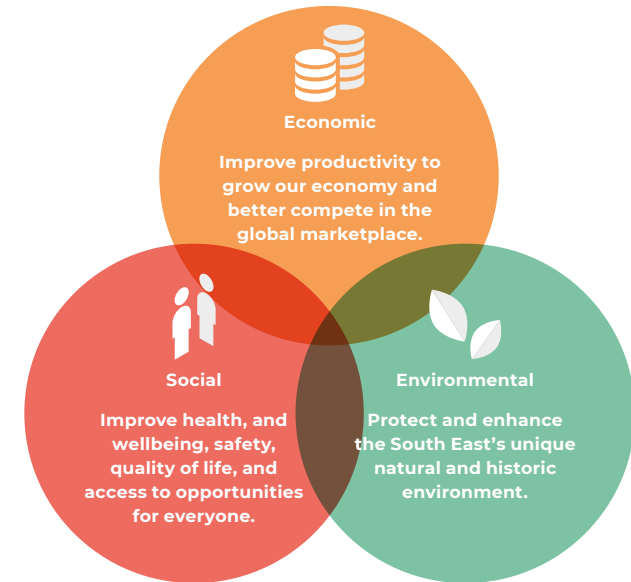 Economic
Improve productivity to
grow our economy and
better compete in the
global marketplace.
Social
Improve health, and
wellbeing, safety,
quality of life, and
access to opportunities
for everyone.
Environmental
Protect and enhance
the South East’s unique
natural and historic
environment.